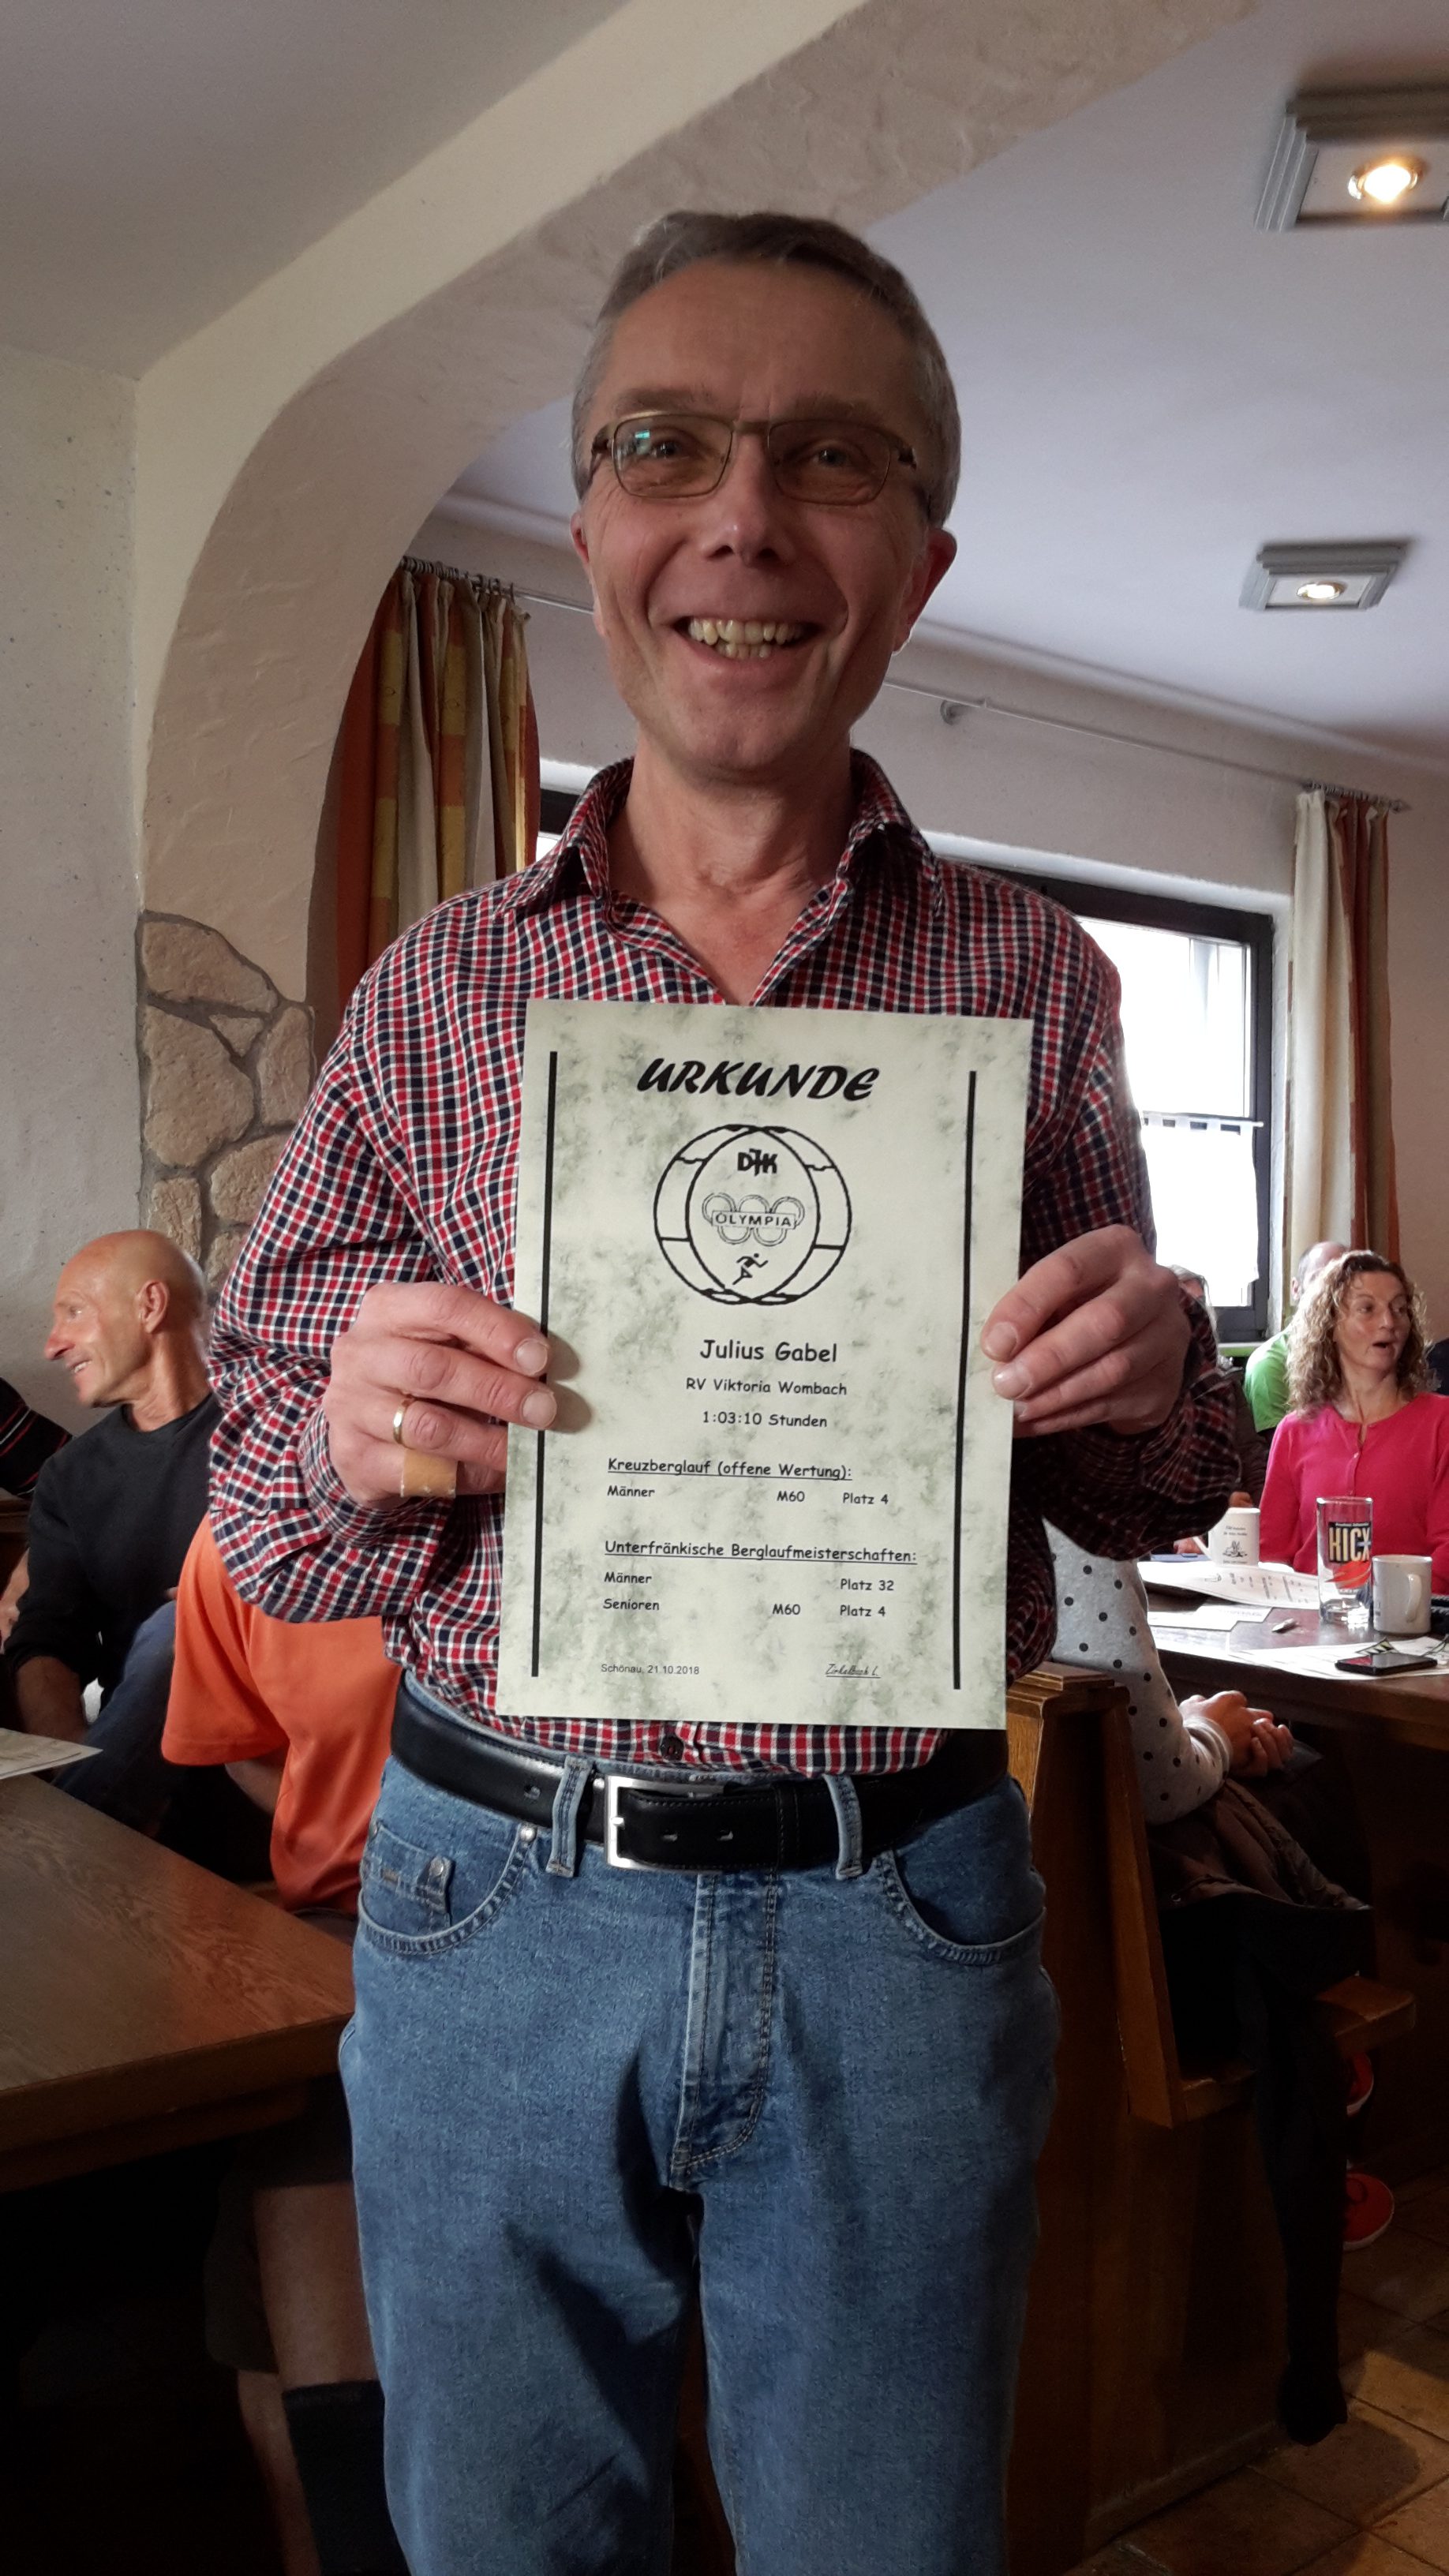 URKUNDE
DJK
OLYMPIA
Julius Gabel
RV Viktoria Wombach
1:03:10 Stunden
Kreuzberglauf (offene Wertung):
Männer M60 Platz 4
Unterfränkische Berglaufmeisterschaften:
Männer Platz 32
Senioren M60 Platz 4
Schönau, 21.10.2018